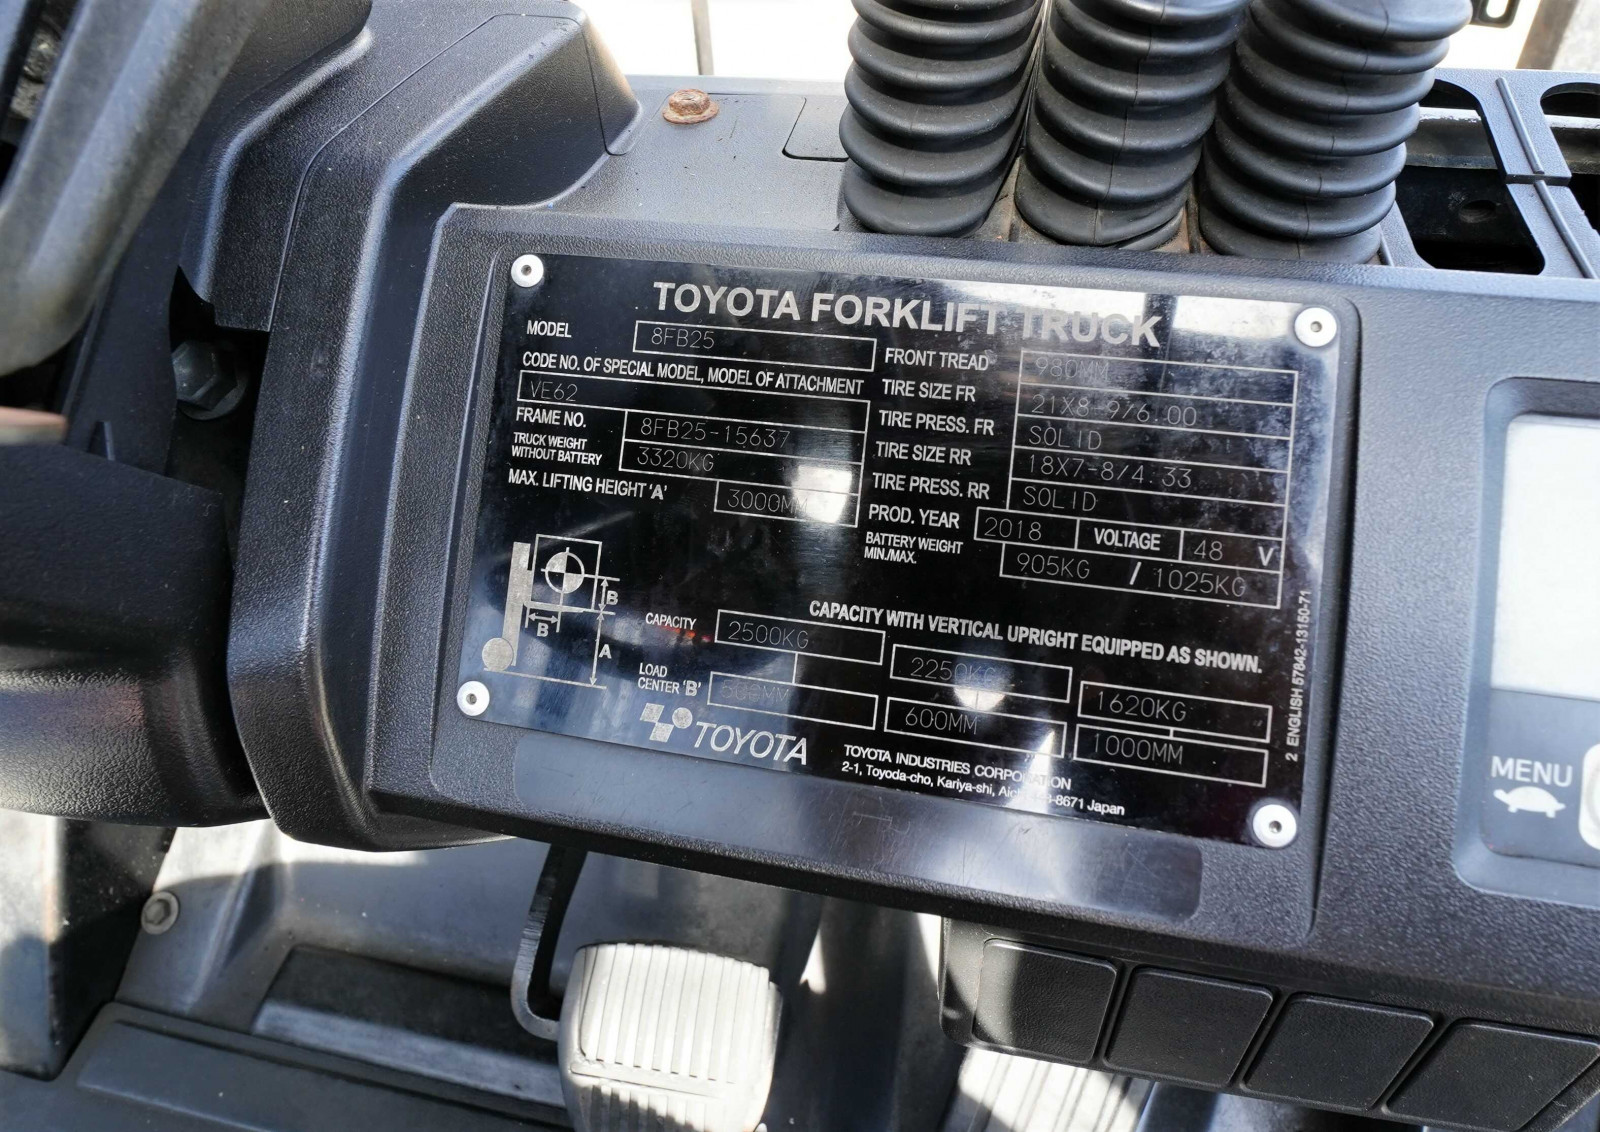 TOYOTA FORKLIFT TRUCK
MODEL 8FB25
CODE NO. OF SPECIAL MODEL, MODEL OF ATTACHMENT
VE62
FRAME NO. 8FB25-15637
TRUCK WEIGHT WITHOUT BATTERY 3320KG
MAX. LIFTING HEIGHT 'A' 3000MM
FRONT TREAD 980MM
TIRE SIZE FR 21X8-9/6.00
TIRE PRESS. FR SOLID
TIRE SIZE RR 18X7-8/4.33
TIRE PRESS. RR SOLID
PROD. YEAR 2018 VOLTAGE 48 V
BATTERY WEIGHT MIN./MAX. 905KG / 1025KG
B
B
A
CAPACITY WITH VERTICAL UPRIGHT EQUIPPED AS SHOWN.
CAPACITY 2500KG 2250KG 1620KG
LOAD CENTER 'B' 500MM 600MM 1000MM
TOYOTA
TOYOTA INDUSTRIES CORPORATION
2-1, Toyoda-cho, Kariya-shi, 8671 Japan
2 ENGLISH 57842-13150-71
MENU